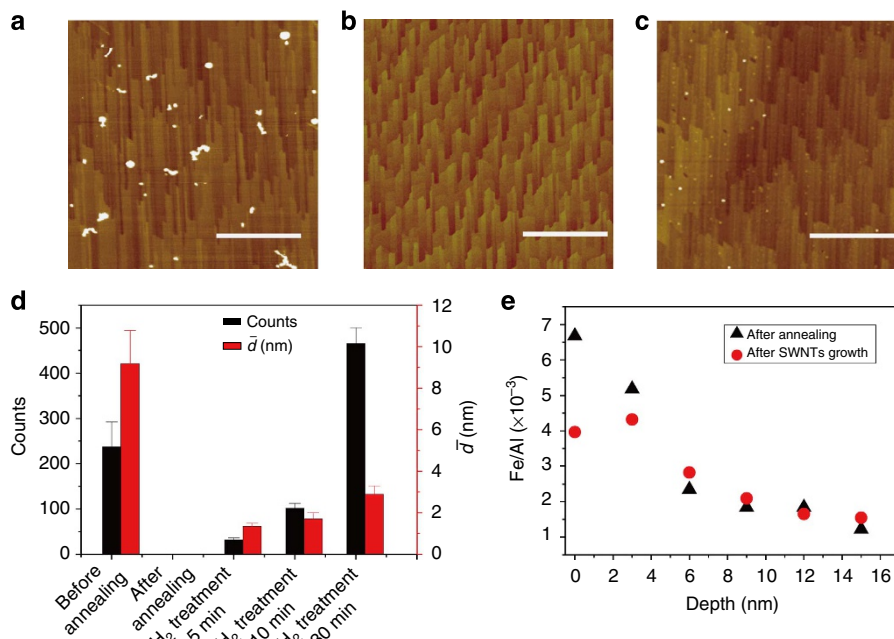 a
b
c
d
Counts
d̄ (nm)
500
400
300
200
100
0
Counts
12
10
8
6
4
2
0
d̄ (nm)
Before
annealing
After
annealing
treatment
5 min
treatment
10 min
treatment
e
After annealing
After SWNTs growth
7
6
5
4
3
2
1
Fe/Al (×10⁻³)
0 2 4 6 8 10 12 14 16
Depth (nm)